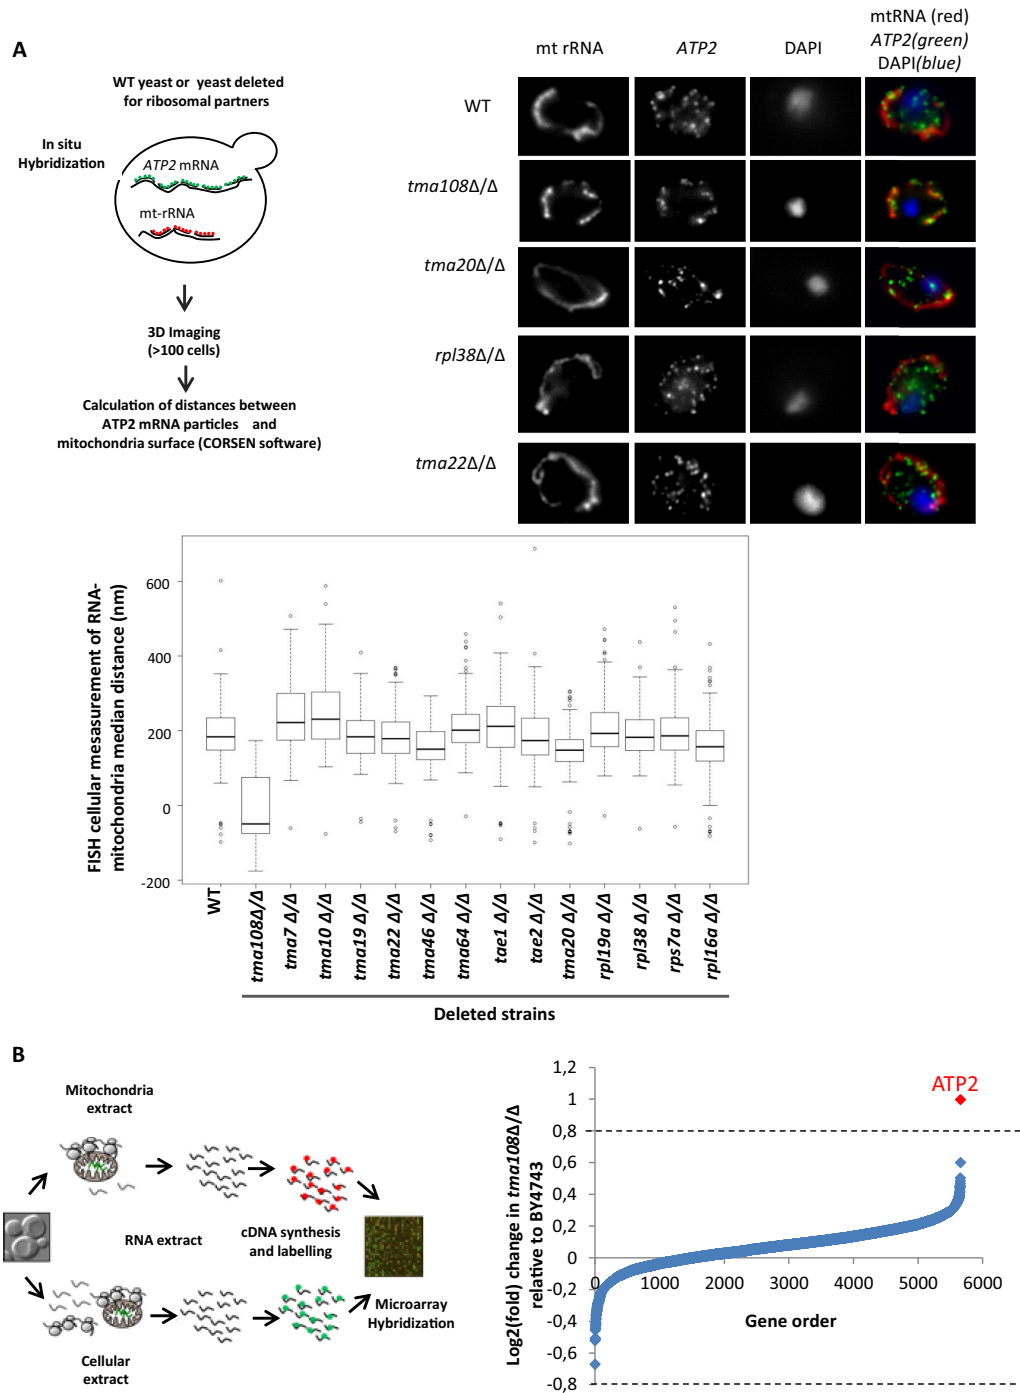 A
WT yeast or yeast deleted
for ribosomal partners
In situ
Hybridization
ATP2 mRNA
mt-rRNA
3D Imaging
(>100 cells)
Calculation of distances between
ATP2 mRNA particles and
mitochondria surface (CORSEN software)
mt rRNA
ATP2
DAPI
mtRNA (red)
ATP2(green)
DAPI(blue)
WT
tma108Δ/Δ
tma20Δ/Δ
rpl38Δ/Δ
tma22Δ/Δ
FISH cellular mesasurement of RNA-
mitochondria median distance (nm)
600
400
200
0
-200
WT
tma108Δ/Δ
tma7 Δ/Δ
tma10 Δ/Δ
tma19 Δ/Δ
tma22 Δ/Δ
tma46 Δ/Δ
tma64 Δ/Δ
tae1 Δ/Δ
tae2 Δ/Δ
tma20 Δ/Δ
rpl19a Δ/Δ
rpl38 Δ/Δ
rps7a Δ/Δ
rpl16a Δ/Δ
Deleted strains
B
Mitochondria
extract
RNA extract
cDNA synthesis
and labelling
Microarray
Hybridization
Cellular
extract
Log2(fold) change in tma108Δ/Δ
relative to BY4743
1,2
1
0,8
0,6
0,4
0,2
0
-0,2
-0,4
-0,6
-0,8
ATP2
0
1000
2000
3000
4000
5000
6000
Gene order